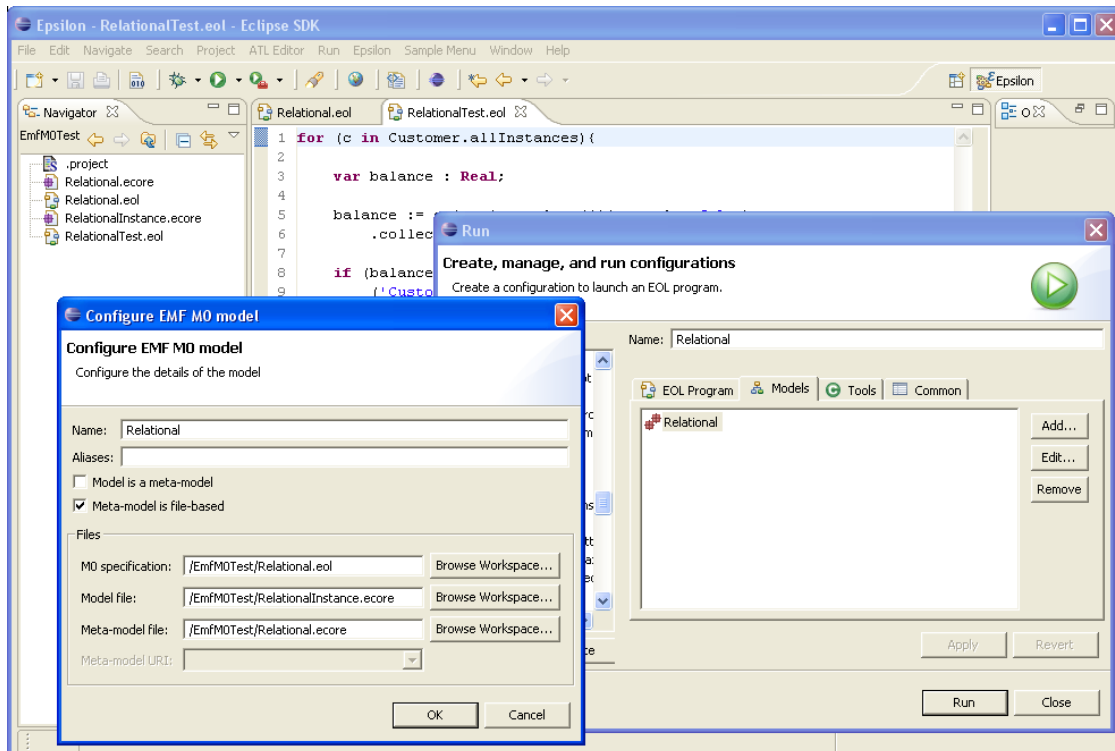 Epsilon - RelationalTest.eol - Eclipse SDK
File Edit Navigate Search Project ATL Editor Run Epsilon Sample Menu Window Help
Epsilon
Navigator
Relational.eol
RelationalTest.eol
EmfM0Test
.project
Relational.ecore
Relational.eol
RelationalInstance.ecore
RelationalTest.eol
1 for (c in Customer.allInstances){
2
3 var balance : Real;
4
5 balance :=
6 .collec
7
8 if (balance
9 ('Custo
Run
Create, manage, and run configurations
Create a configuration to launch an EOL program.
Name: Relational
EOL Program Models Tools Common
Relational
Add...
Edit...
Remove
Apply Revert
Run Close
Configure EMF M0 model
Configure EMF M0 model
Configure the details of the model
Name: Relational
Aliases:
Model is a meta-model
Meta-model is file-based
Files
M0 specification: /EmfM0Test/Relational.eol Browse Workspace...
Model file: /EmfM0Test/RelationalInstance.ecore Browse Workspace...
Meta-model file: /EmfM0Test/Relational.ecore Browse Workspace...
Meta-model URI:
OK Cancel